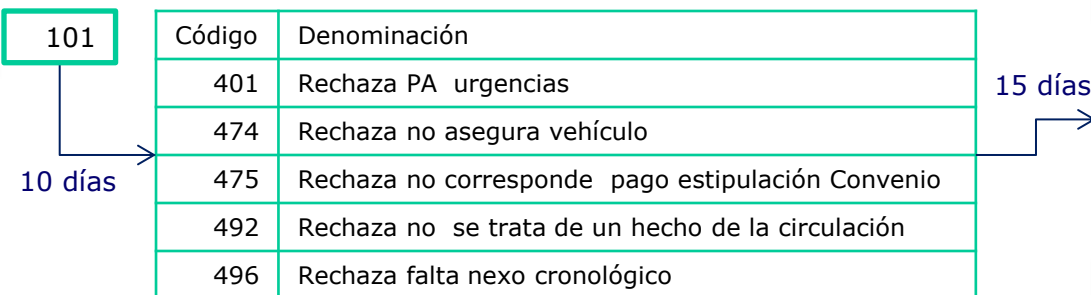 101
Código Denominación
401 Rechaza PA urgencias
15 días
474 Rechaza no asegura vehículo
10 días
475 Rechaza no corresponde pago estipulación Convenio
492 Rechaza no se trata de un hecho de la circulación
496 Rechaza falta nexo cronológico